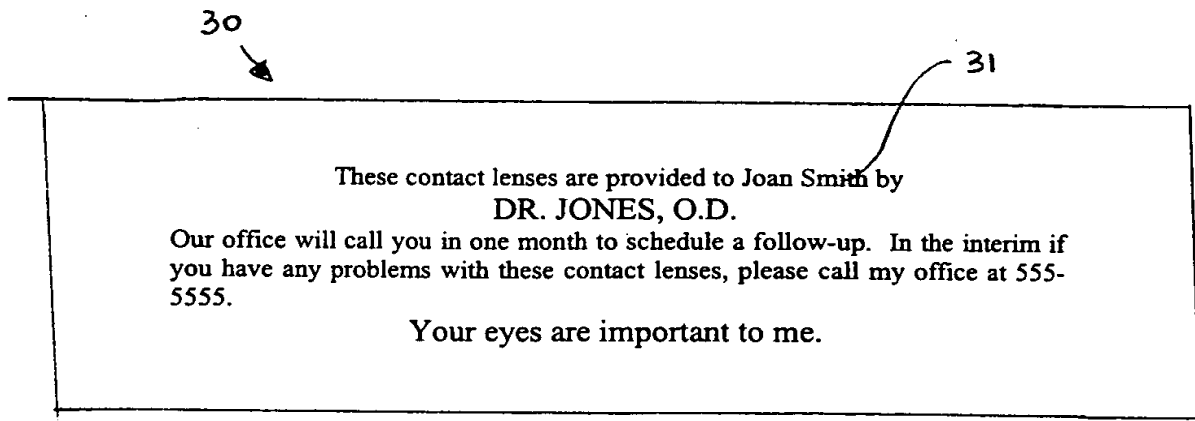 30
31
These contact lenses are provided to Joan Smith by
DR. JONES, O.D.
Our office will call you in one month to schedule a follow-up. In the interim if
you have any problems with these contact lenses, please call my office at 555-
5555.
Your eyes are important to me.